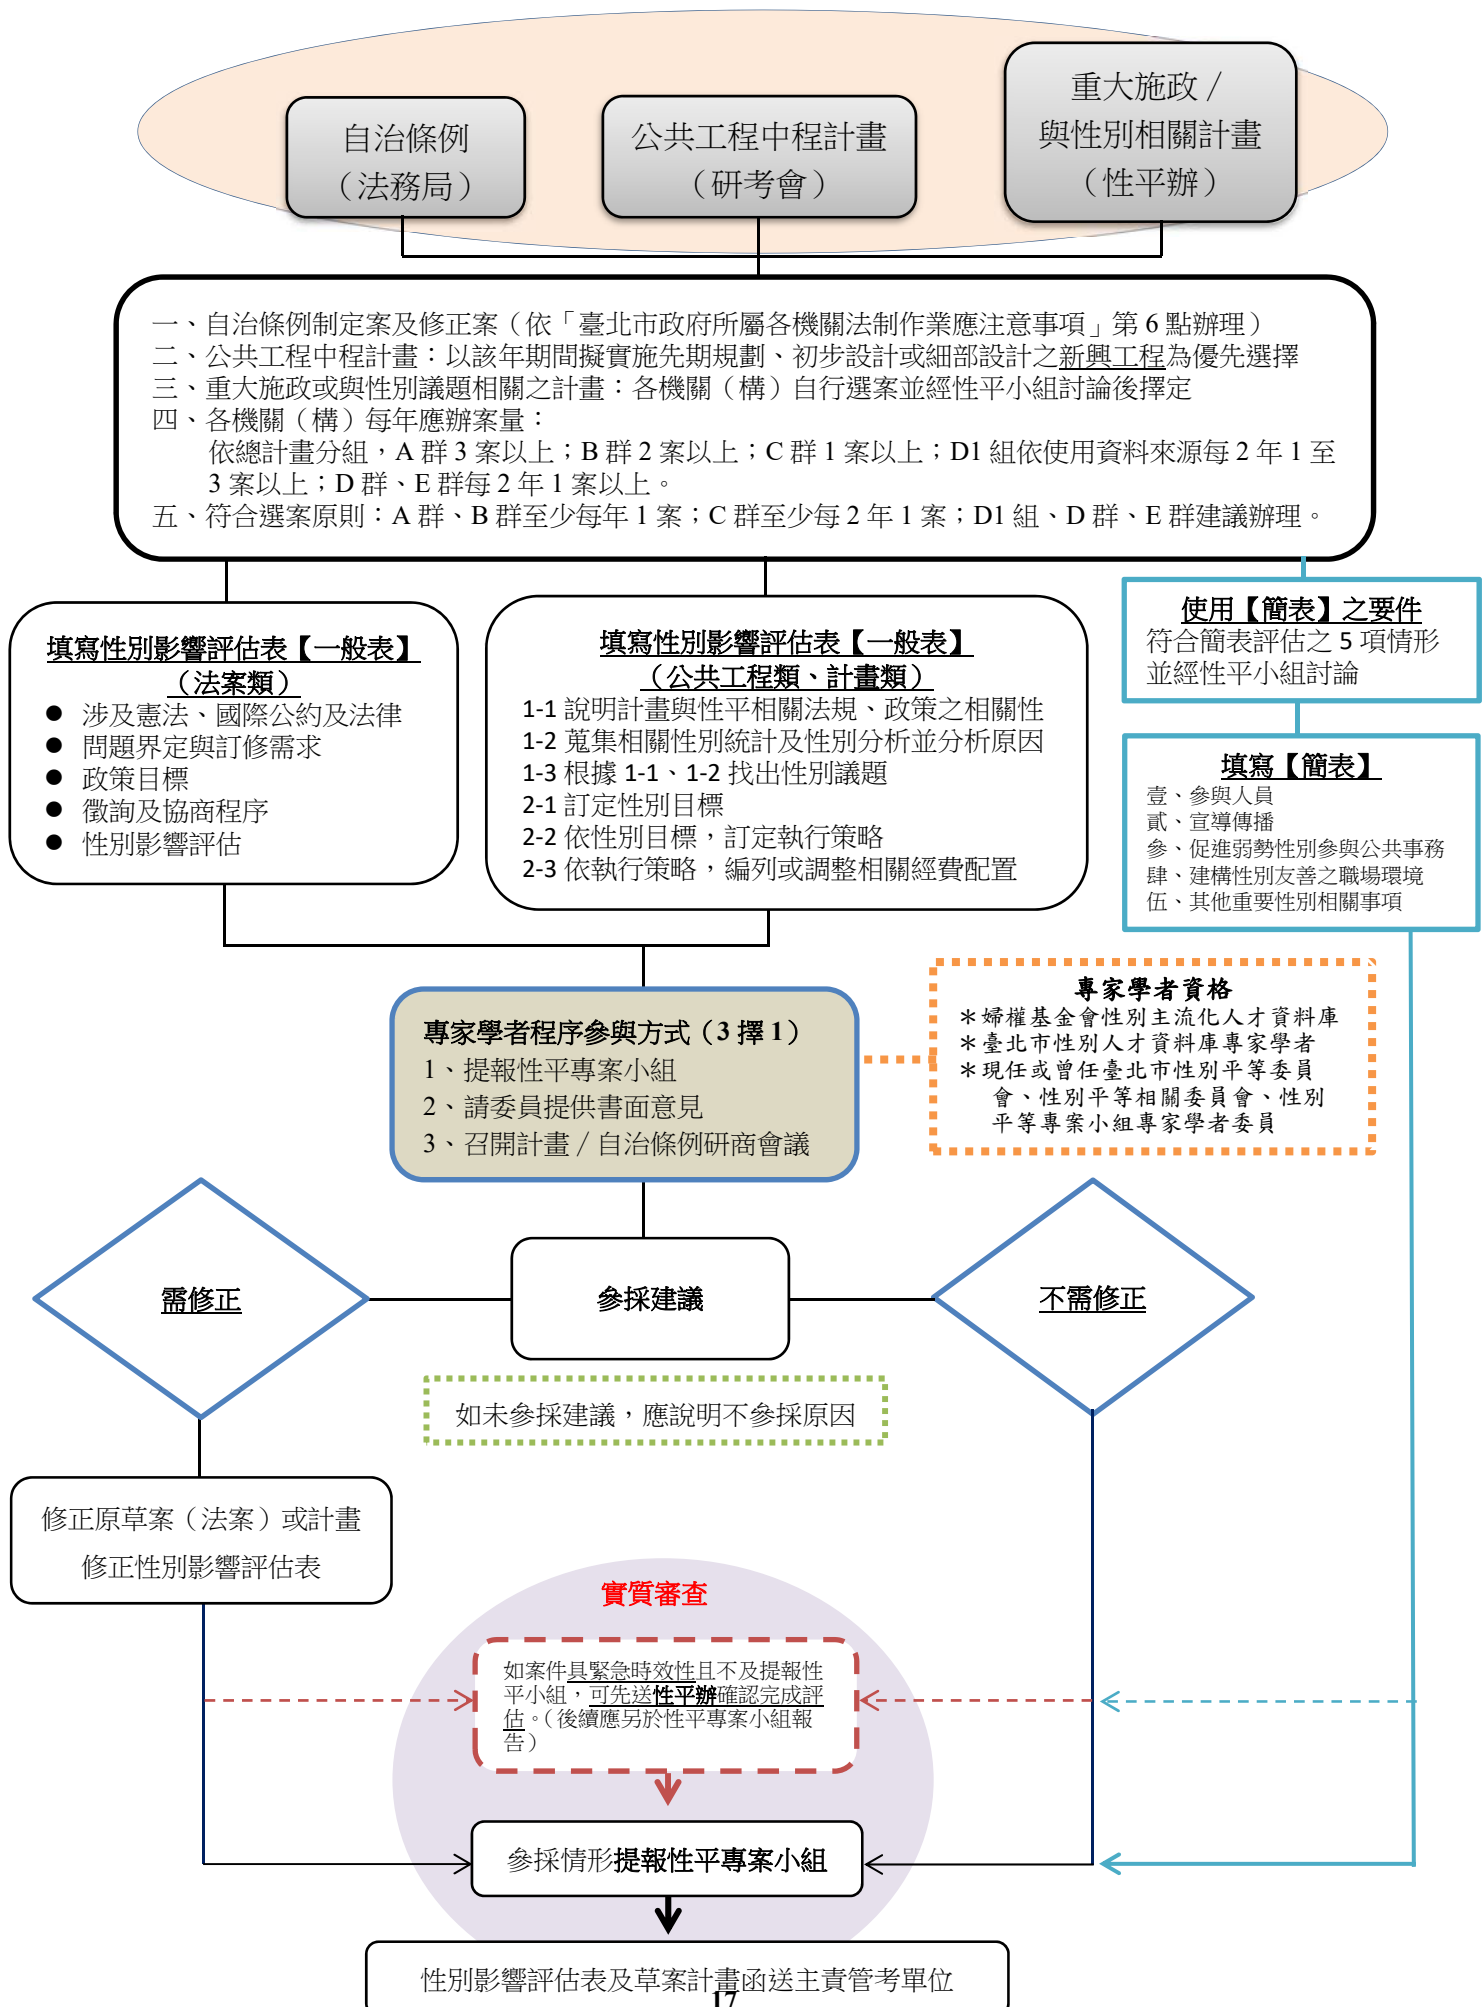 自治條例
（法務局）
公共工程中程計畫
（研考會）
重大施政／
與性別相關計畫
（性平辦）
一、自治條例制定案及修正案（依「臺北市政府所屬各機關法制作業應注意事項」第 6 點辦理）
二、公共工程中程計畫：以該年期間擬實施先期規劃、初步設計或細部設計之新興工程為優先選擇
三、重大施政或與性別議題相關之計畫：各機關（構）自行選案並經性平小組討論後擇定
四、各機關（構）每年應辦案量：
依總計畫分組，A 群 3 案以上；B 群 2 案以上；C 群 1 案以上；D1 組依使用資料來源每 2 年 1 至
3 案以上；D 群、E 群每 2 年 1 案以上。
五、符合選案原則：A 群、B 群至少每年 1 案；C 群至少每 2 年 1 案；D1 組、D 群、E 群建議辦理。
填寫性別影響評估表【一般表】
（法案類）
● 涉及憲法、國際公約及法律
● 問題界定與訂修需求
● 政策目標
● 徵詢及協商程序
● 性別影響評估
填寫性別影響評估表【一般表】
（公共工程類、計畫類）
1-1 說明計畫與性平相關法規、政策之相關性
1-2 蒐集相關性別統計及性別分析並分析原因
1-3 根據 1-1、1-2 找出性別議題
2-1 訂定性別目標
2-2 依性別目標，訂定執行策略
2-3 依執行策略，編列或調整相關經費配置
使用【簡表】之要件
符合簡表評估之 5 項情形
並經性平小組討論
填寫【簡表】
壹、參與人員
貳、宣導傳播
參、促進弱勢性別參與公共事務
肆、建構性別友善之職場環境
伍、其他重要性別相關事項
專家學者程序參與方式（3 擇 1）
1、提報性平專案小組
2、請委員提供書面意見
3、召開計畫／自治條例研商會議
專家學者資格
＊婦權基金會性別主流化人才資料庫
＊臺北市性別人才資料庫專家學者
＊現任或曾任臺北市性別平等委員
會、性別平等相關委員會、性別
平等專案小組專家學者委員
需修正
參採建議
不需修正
如未參採建議，應說明不參採原因
修正原草案（法案）或計畫
修正性別影響評估表
實質審查
如案件具緊急時效性且不及提報性
平小組，可先送性平辦確認完成評
估。（後續應另於性平專案小組報
告）
參採情形提報性平專案小組
性別影響評估表及草案計畫函送主責管考單位
17